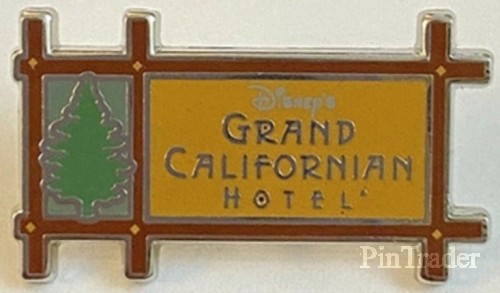 Disney's
GRAND
CALIFORNIAN
HOTEL
PinTrader